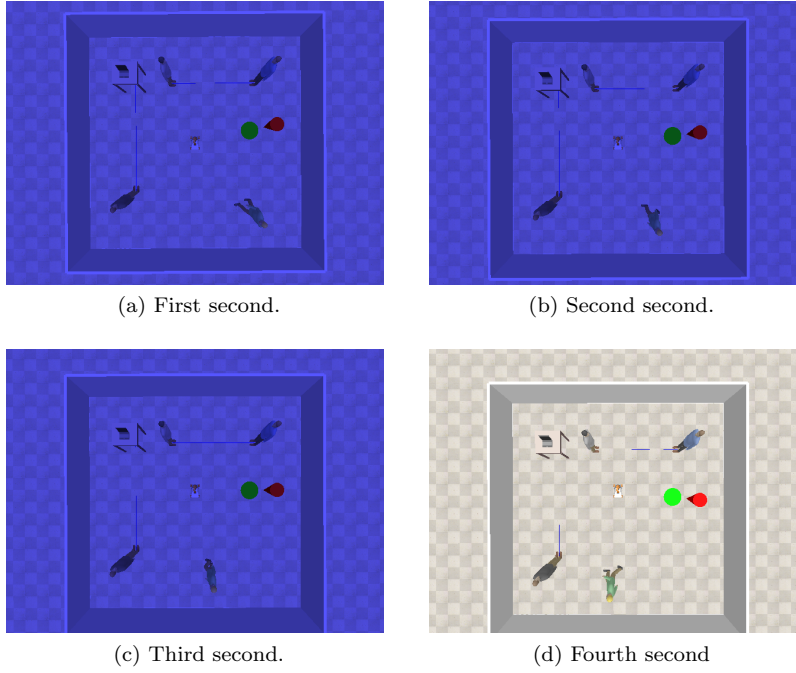 (a) First second.
(b) Second second.
(c) Third second.
(d) Fourth second